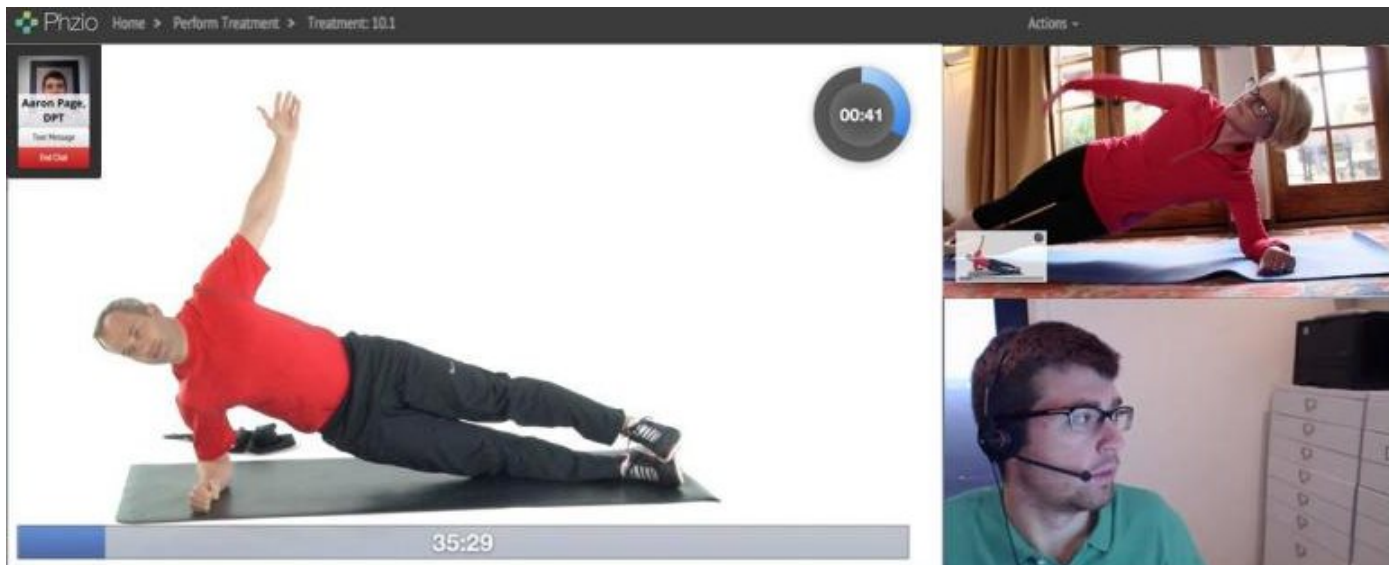 Phzio Home > Perform Treatment > Treatment: 10.1 Actions
Aaron Page,
DPT
Text Message
End Chat
00:41
35:29